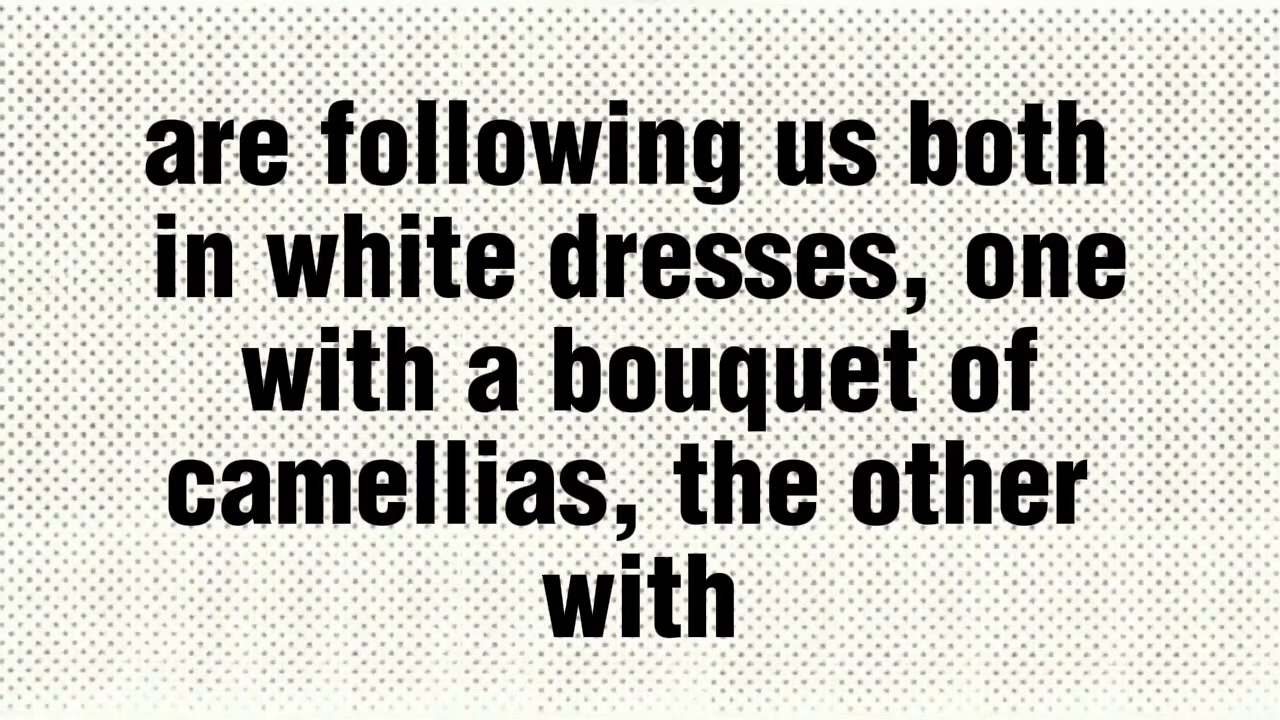 are following us both
in white dresses, one
with a bouquet of
camellias, the other
with